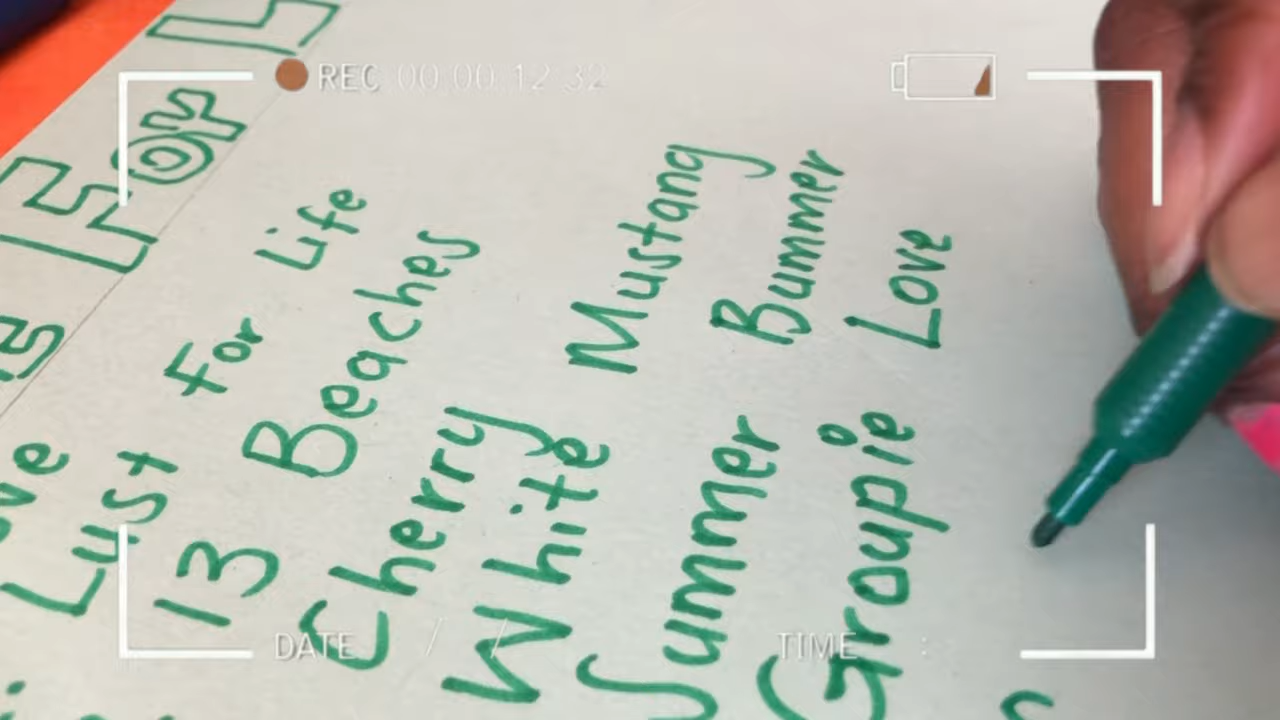 REC 00:00:12:32
For L
Lust For Life
13 Beaches
Cherry
White Mustang
Summer Bummer
Groupie Love
DATE / / TIME :